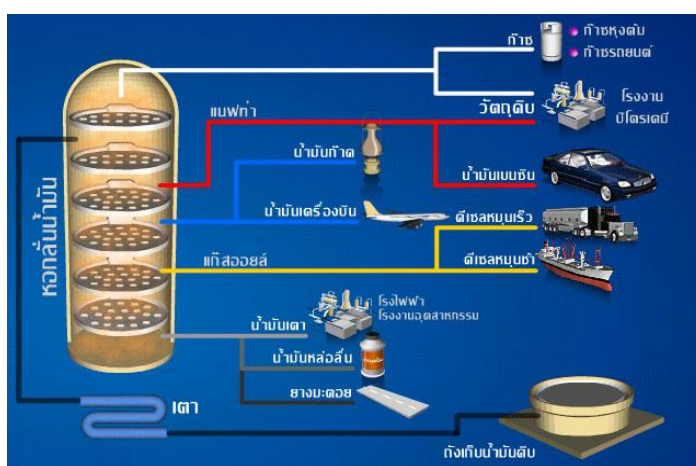 ก๊าซ
ก๊าซหุงต้ม
ก๊าซรถยนต์
แนฟทา
วัตถุดิบ
โรงงาน
ปิโตรเคมี
น้ำมันก๊าด
น้ำมันเบนซิน
หอกลั่นน้ำมัน
น้ำมันเครื่องบิน
ดีเซลหมุนเร็ว
แก๊สออยล์
ดีเซลหมุนช้า
น้ำมันเตา
โรงไฟฟ้า
โรงงานอุตสาหกรรม
น้ำมันหล่อลื่น
ยางมะตอย
เตา
ถังเก็บน้ำมันดิบ